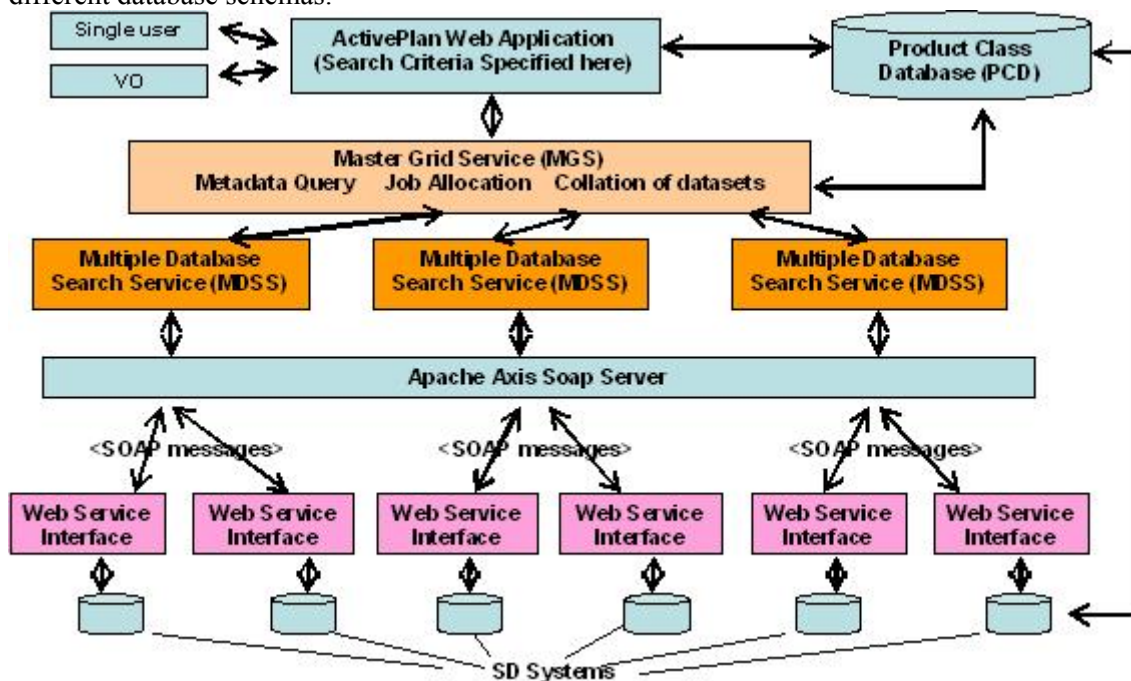 different database schemas.
Single user
VO
ActivePlan Web Application
(Search Criteria Specified here)
Product Class
Database (PCD)
Master Grid Service (MGS)
Metadata Query Job Allocation Collation of datasets
Multiple Database
Search Service (MDSS)
Multiple Database
Search Service (MDSS)
Multiple Database
Search Service (MDSS)
Apache Axis Soap Server
<SOAP messages>
<SOAP messages>
<SOAP messages>
Web Service
Interface
Web Service
Interface
Web Service
Interface
Web Service
Interface
Web Service
Interface
Web Service
Interface
SD Systems